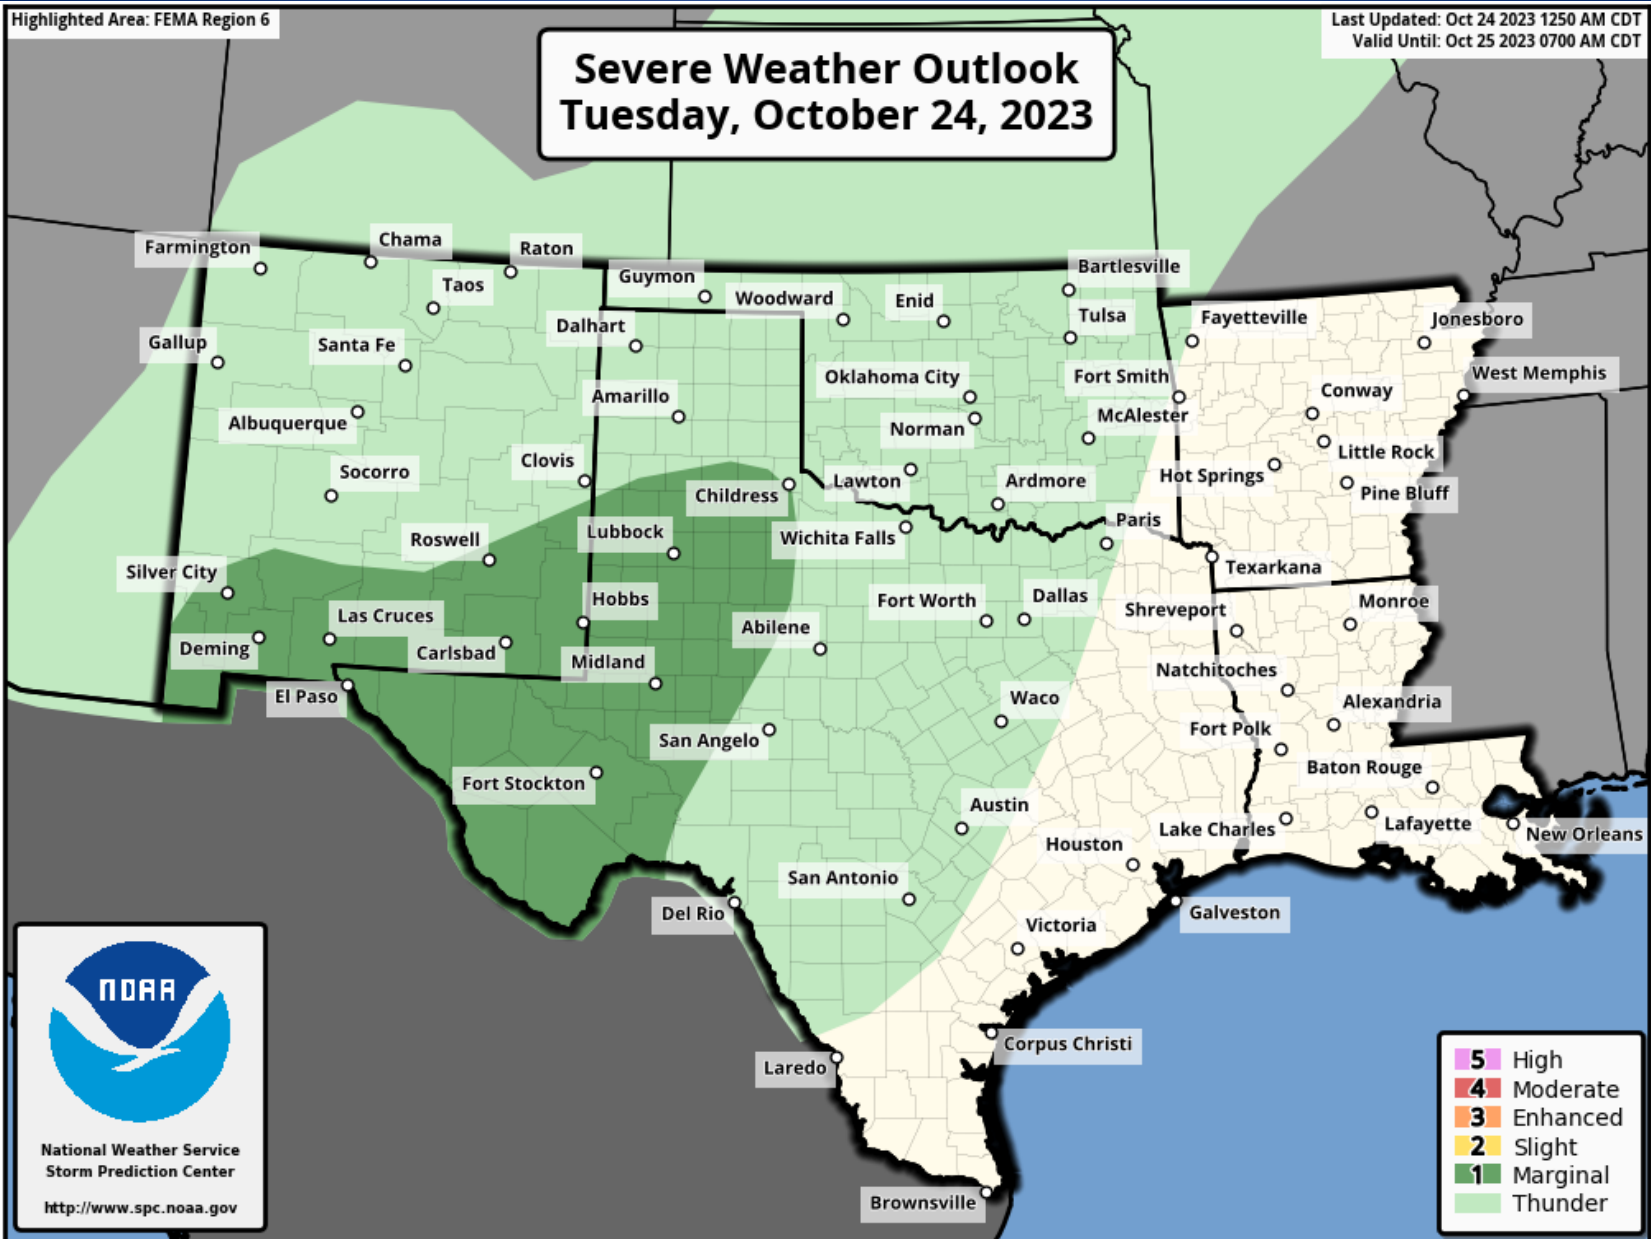 Highlighted Area: FEMA Region 6
Last Updated: Oct 24 2023 1250 AM CDT
Valid Until: Oct 25 2023 0700 AM CDT
Severe Weather Outlook
Tuesday, October 24, 2023
Farmington
Chama
Raton
Taos
Guymon
Woodward
Enid
Bartlesville
Tulsa
Fayetteville
Jonesboro
Gallup
Santa Fe
Dalhart
Oklahoma City
Fort Smith
West Memphis
Amarillo
Conway
Albuquerque
Norman
McAlester
Little Rock
Clovis
Socorro
Childress
Lawton
Ardmore
Hot Springs
Pine Bluff
Roswell
Lubbock
Wichita Falls
Paris
Silver City
Texarkana
Las Cruces
Hobbs
Fort Worth
Dallas
Shreveport
Monroe
Deming
Carlsbad
Abilene
Midland
Natchitoches
El Paso
Waco
Alexandria
San Angelo
Fort Polk
Fort Stockton
Baton Rouge
Austin
Lake Charles
Lafayette
New Orleans
Houston
San Antonio
Del Rio
Galveston
Victoria
Corpus Christi
Laredo
Brownsville
NOAA
National Weather Service
Storm Prediction Center
http://www.spc.noaa.gov
5 High
4 Moderate
3 Enhanced
2 Slight
1 Marginal
Thunder